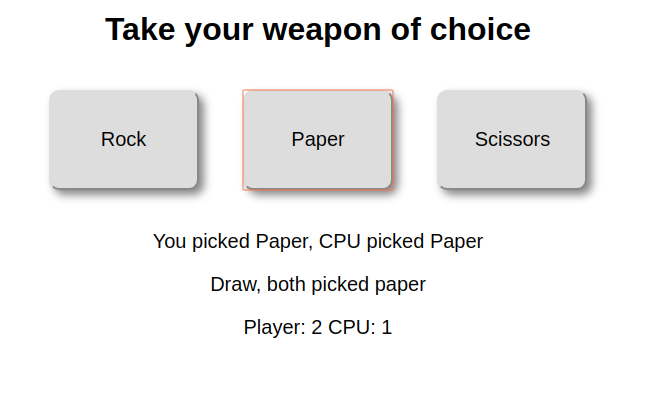 Take your weapon of choice
Rock Paper Scissors
You picked Paper, CPU picked Paper
Draw, both picked paper
Player: 2 CPU: 1